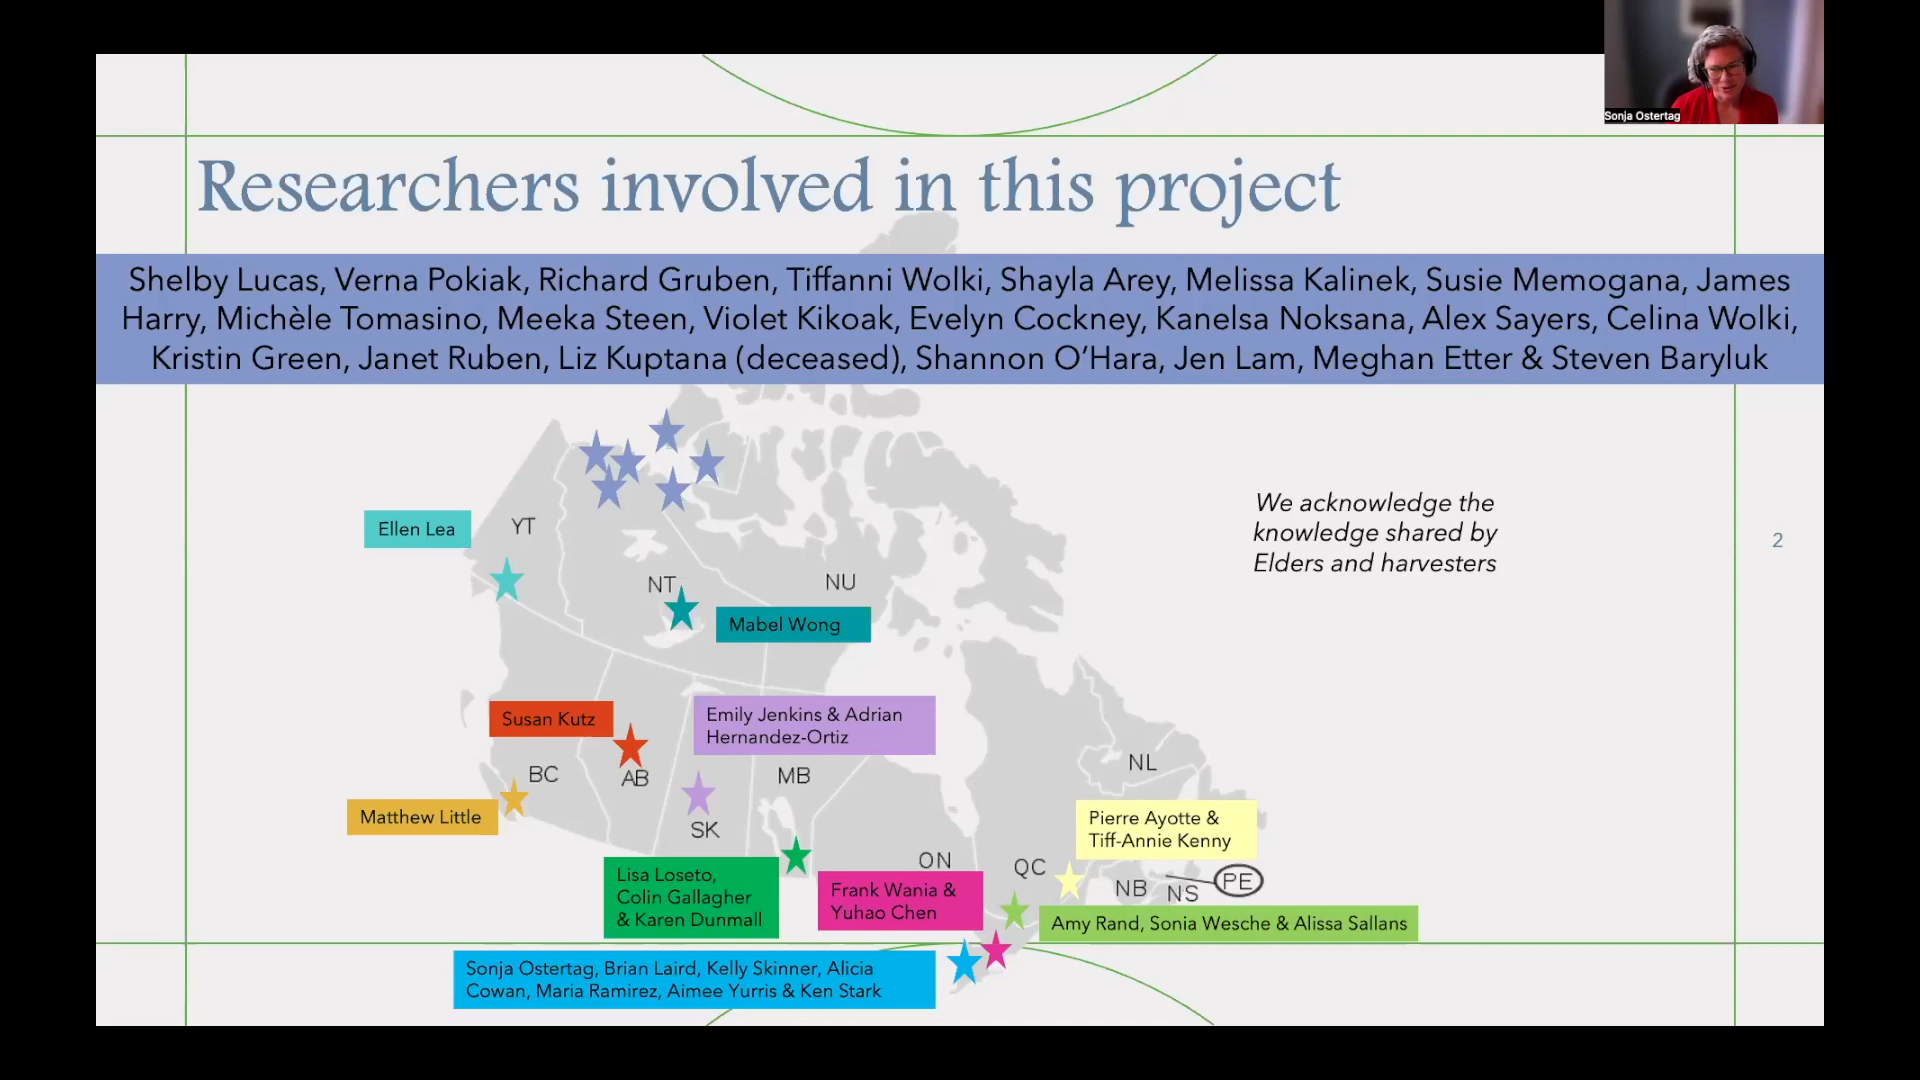 Sonja Ostertag
Researchers involved in this project
Shelby Lucas, Verna Pokiak, Richard Gruben, Tiffanni Wolki, Shayla Arey, Melissa Kalinek, Susie Memogana, James
Harry, Michèle Tomasino, Meeka Steen, Violet Kikoak, Evelyn Cockney, Kanelsa Noksana, Alex Sayers, Celina Wolki,
Kristin Green, Janet Ruben, Liz Kuptana (deceased), Shannon O’Hara, Jen Lam, Meghan Etter & Steven Baryluk
We acknowledge the
knowledge shared by
Elders and harvesters
2
Ellen Lea
YT
NT
NU
Mabel Wong
Susan Kutz
Emily Jenkins & Adrian
Hernandez-Ortiz
BC
AB
MB
NL
Matthew Little
SK
Pierre Ayotte &
Tiff-Annie Kenny
ON
QC
NB
NS
PE
Lisa Loseto,
Colin Gallagher
& Karen Dunmall
Frank Wania &
Yuhao Chen
Amy Rand, Sonia Wesche & Alissa Sallans
Sonja Ostertag, Brian Laird, Kelly Skinner, Alicia
Cowan, Maria Ramirez, Aimee Yurris & Ken Stark